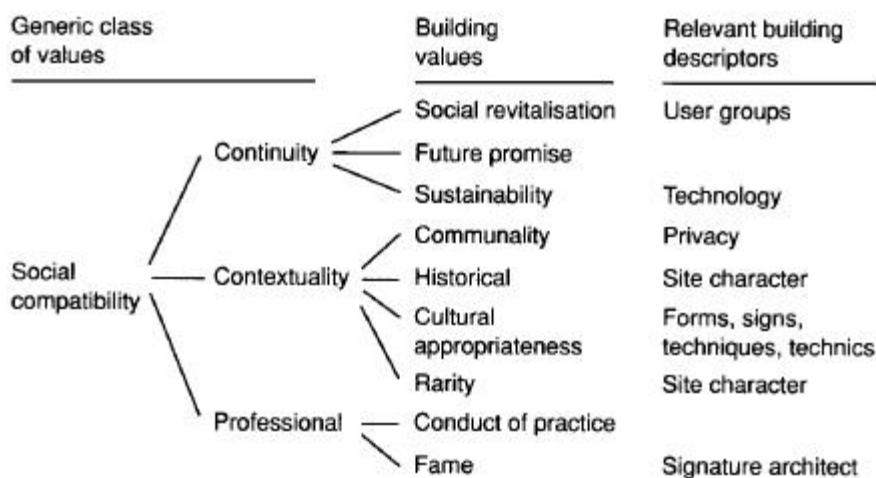 Generic class
of values
Building
values
Relevant building
descriptors
Social revitalisation
User groups
Continuity
Future promise
Sustainability
Technology
Communality
Privacy
Social
compatibility
Contextuality
Historical
Site character
Cultural
appropriateness
Forms, signs,
techniques, technics
Rarity
Site character
Professional
Conduct of practice
Fame
Signature architect